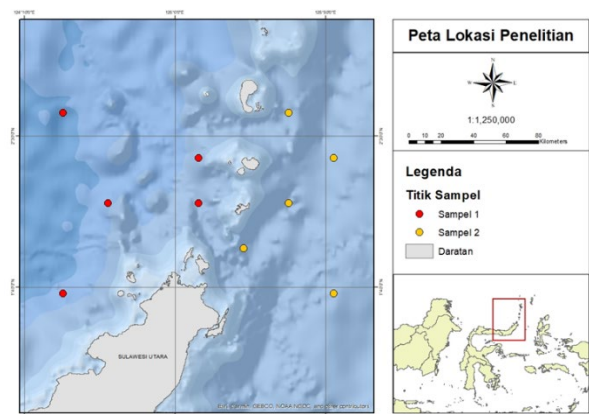 Peta Lokasi Penelitian
1:1,250,000
0 10 20 40 60 80
Kilometers
Legenda
Titik Sampel
Sampel 1
Sampel 2
Daratan
SULAWESI UTARA